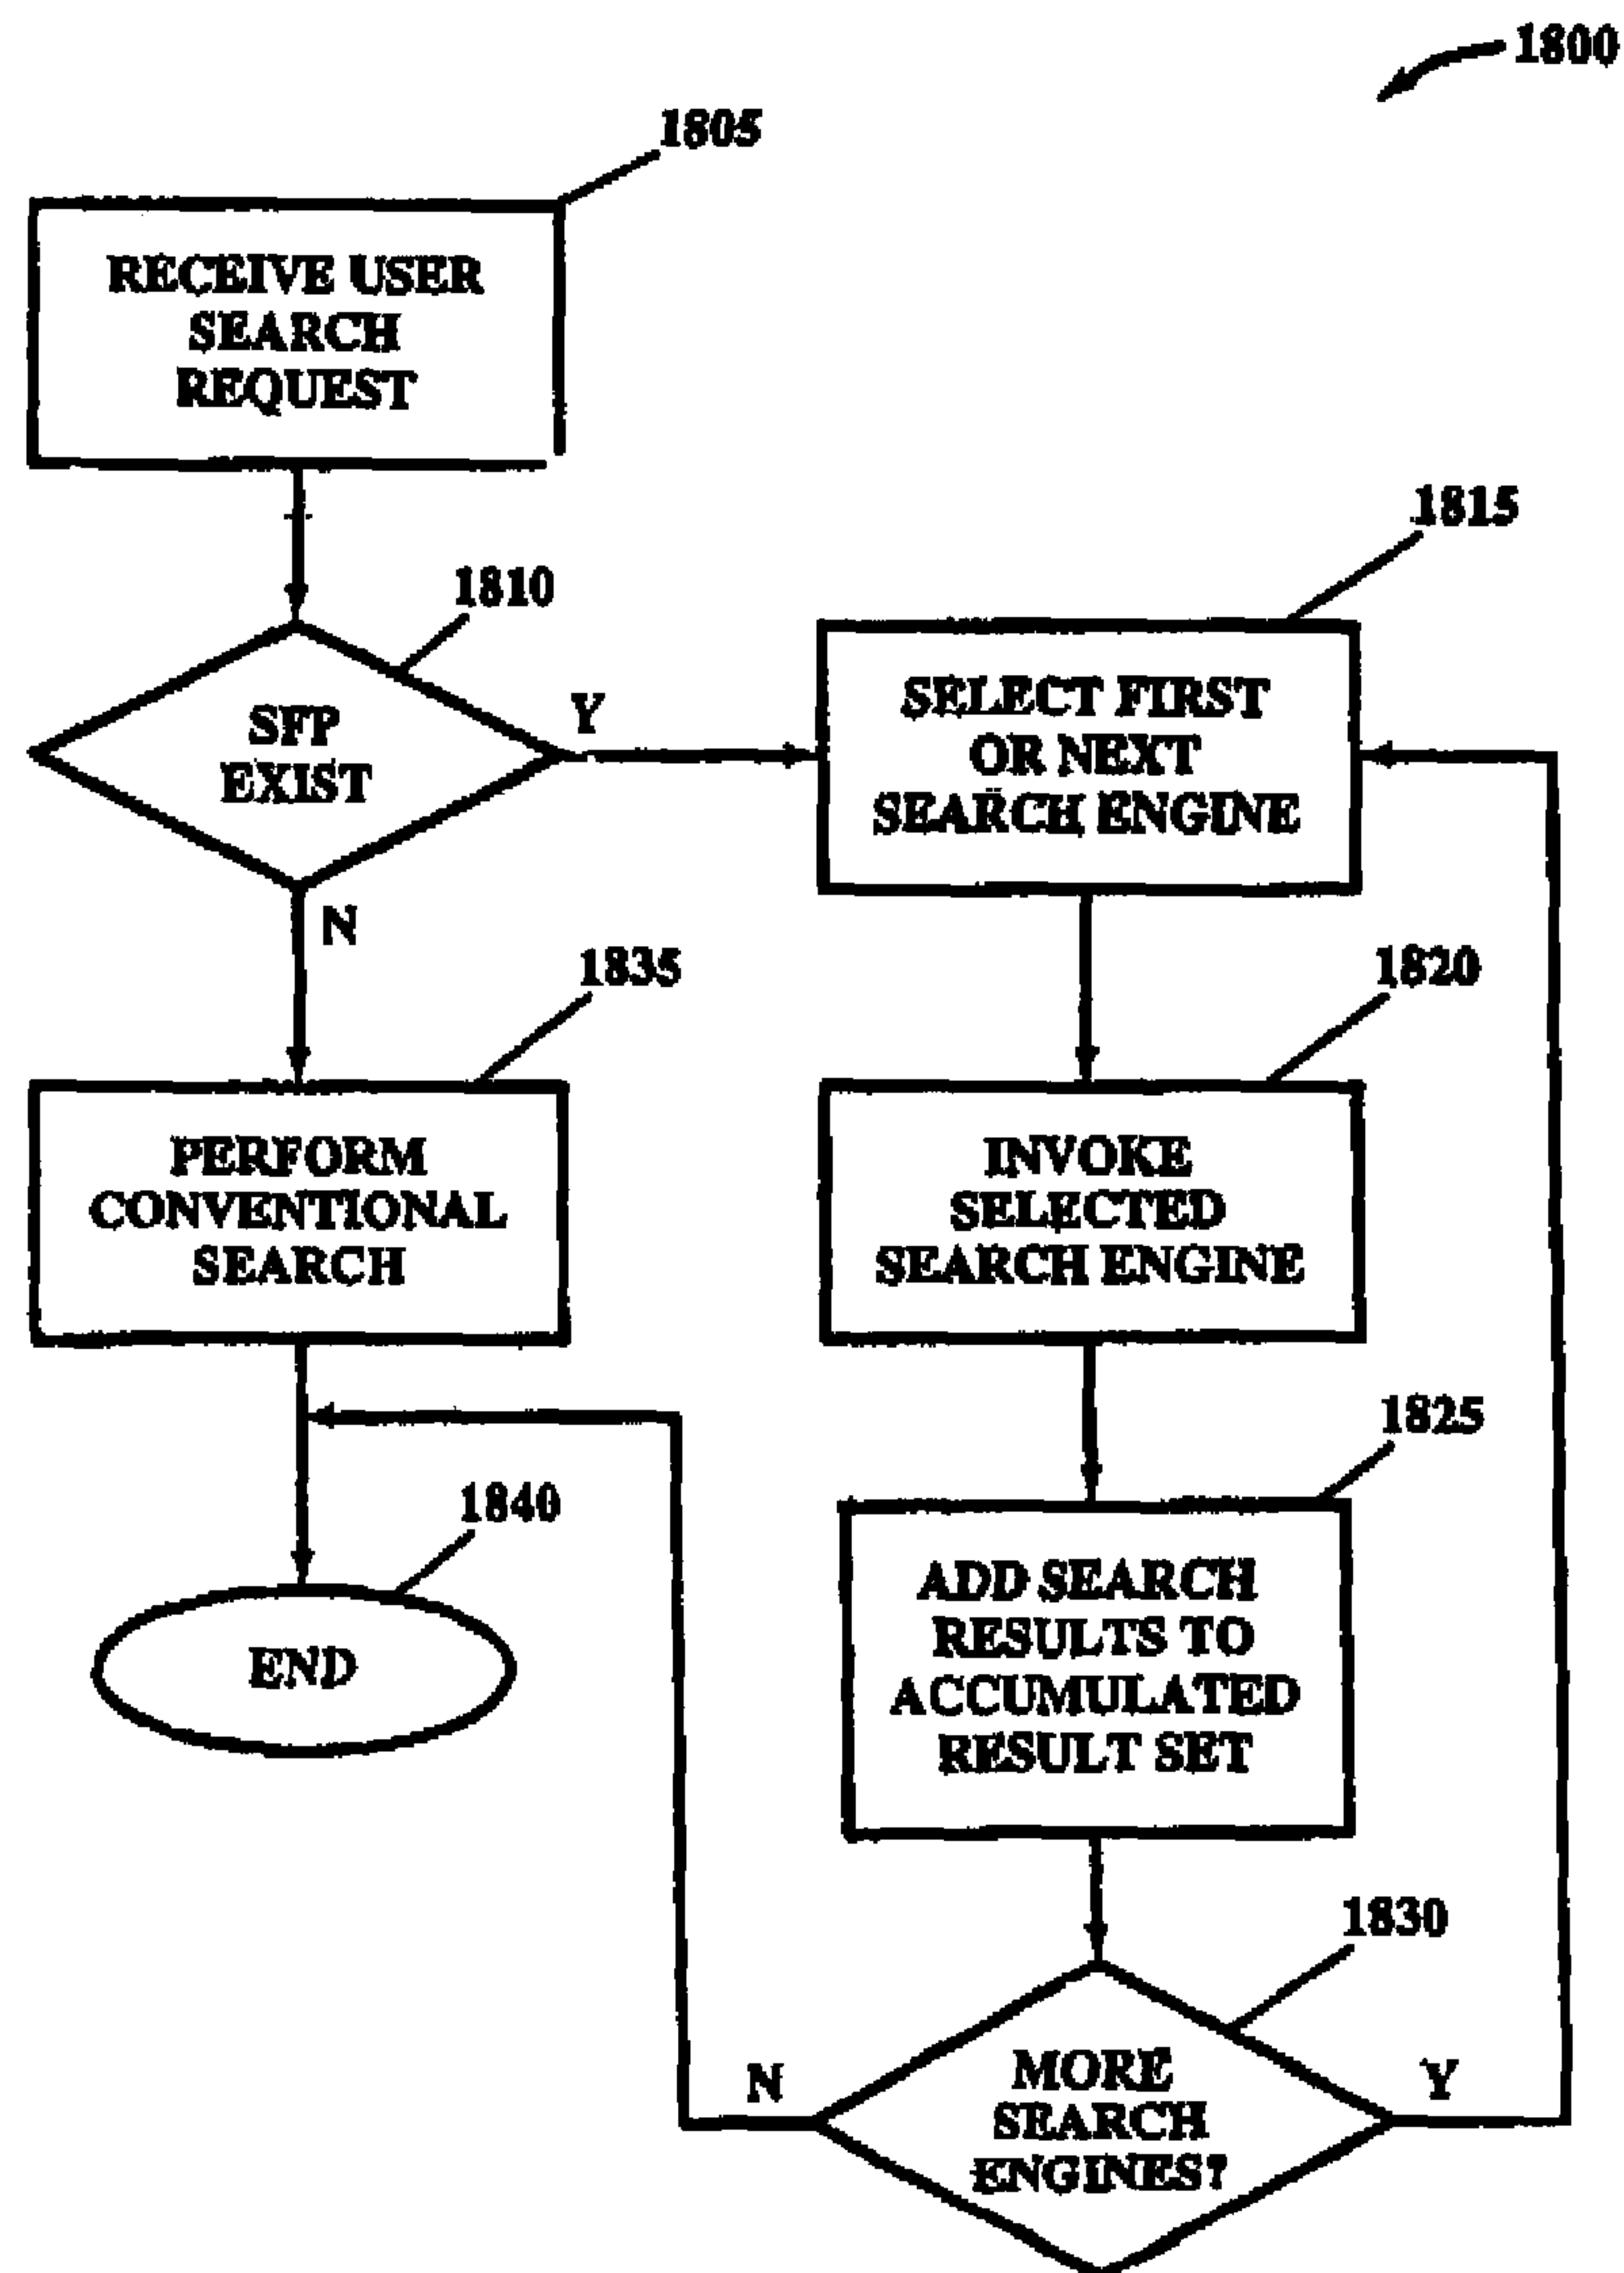 1800
1805
RECEIVE USER
SEARCH
REQUEST
1810
SFP
EXIST
Y
N
1815
SELECT FIRST
OR NEXT
SEARCH ENGINE
1835
PERFORM
CONVENTIONAL
SEARCH
1820
INVOKE
SELECTED
SEARCH ENGINE
1840
END
1825
ADD SEARCH
RESULTS TO
ACCUMULATED
RESULT SET
1830
MORE
SEARCH
ENGINES?
N
Y